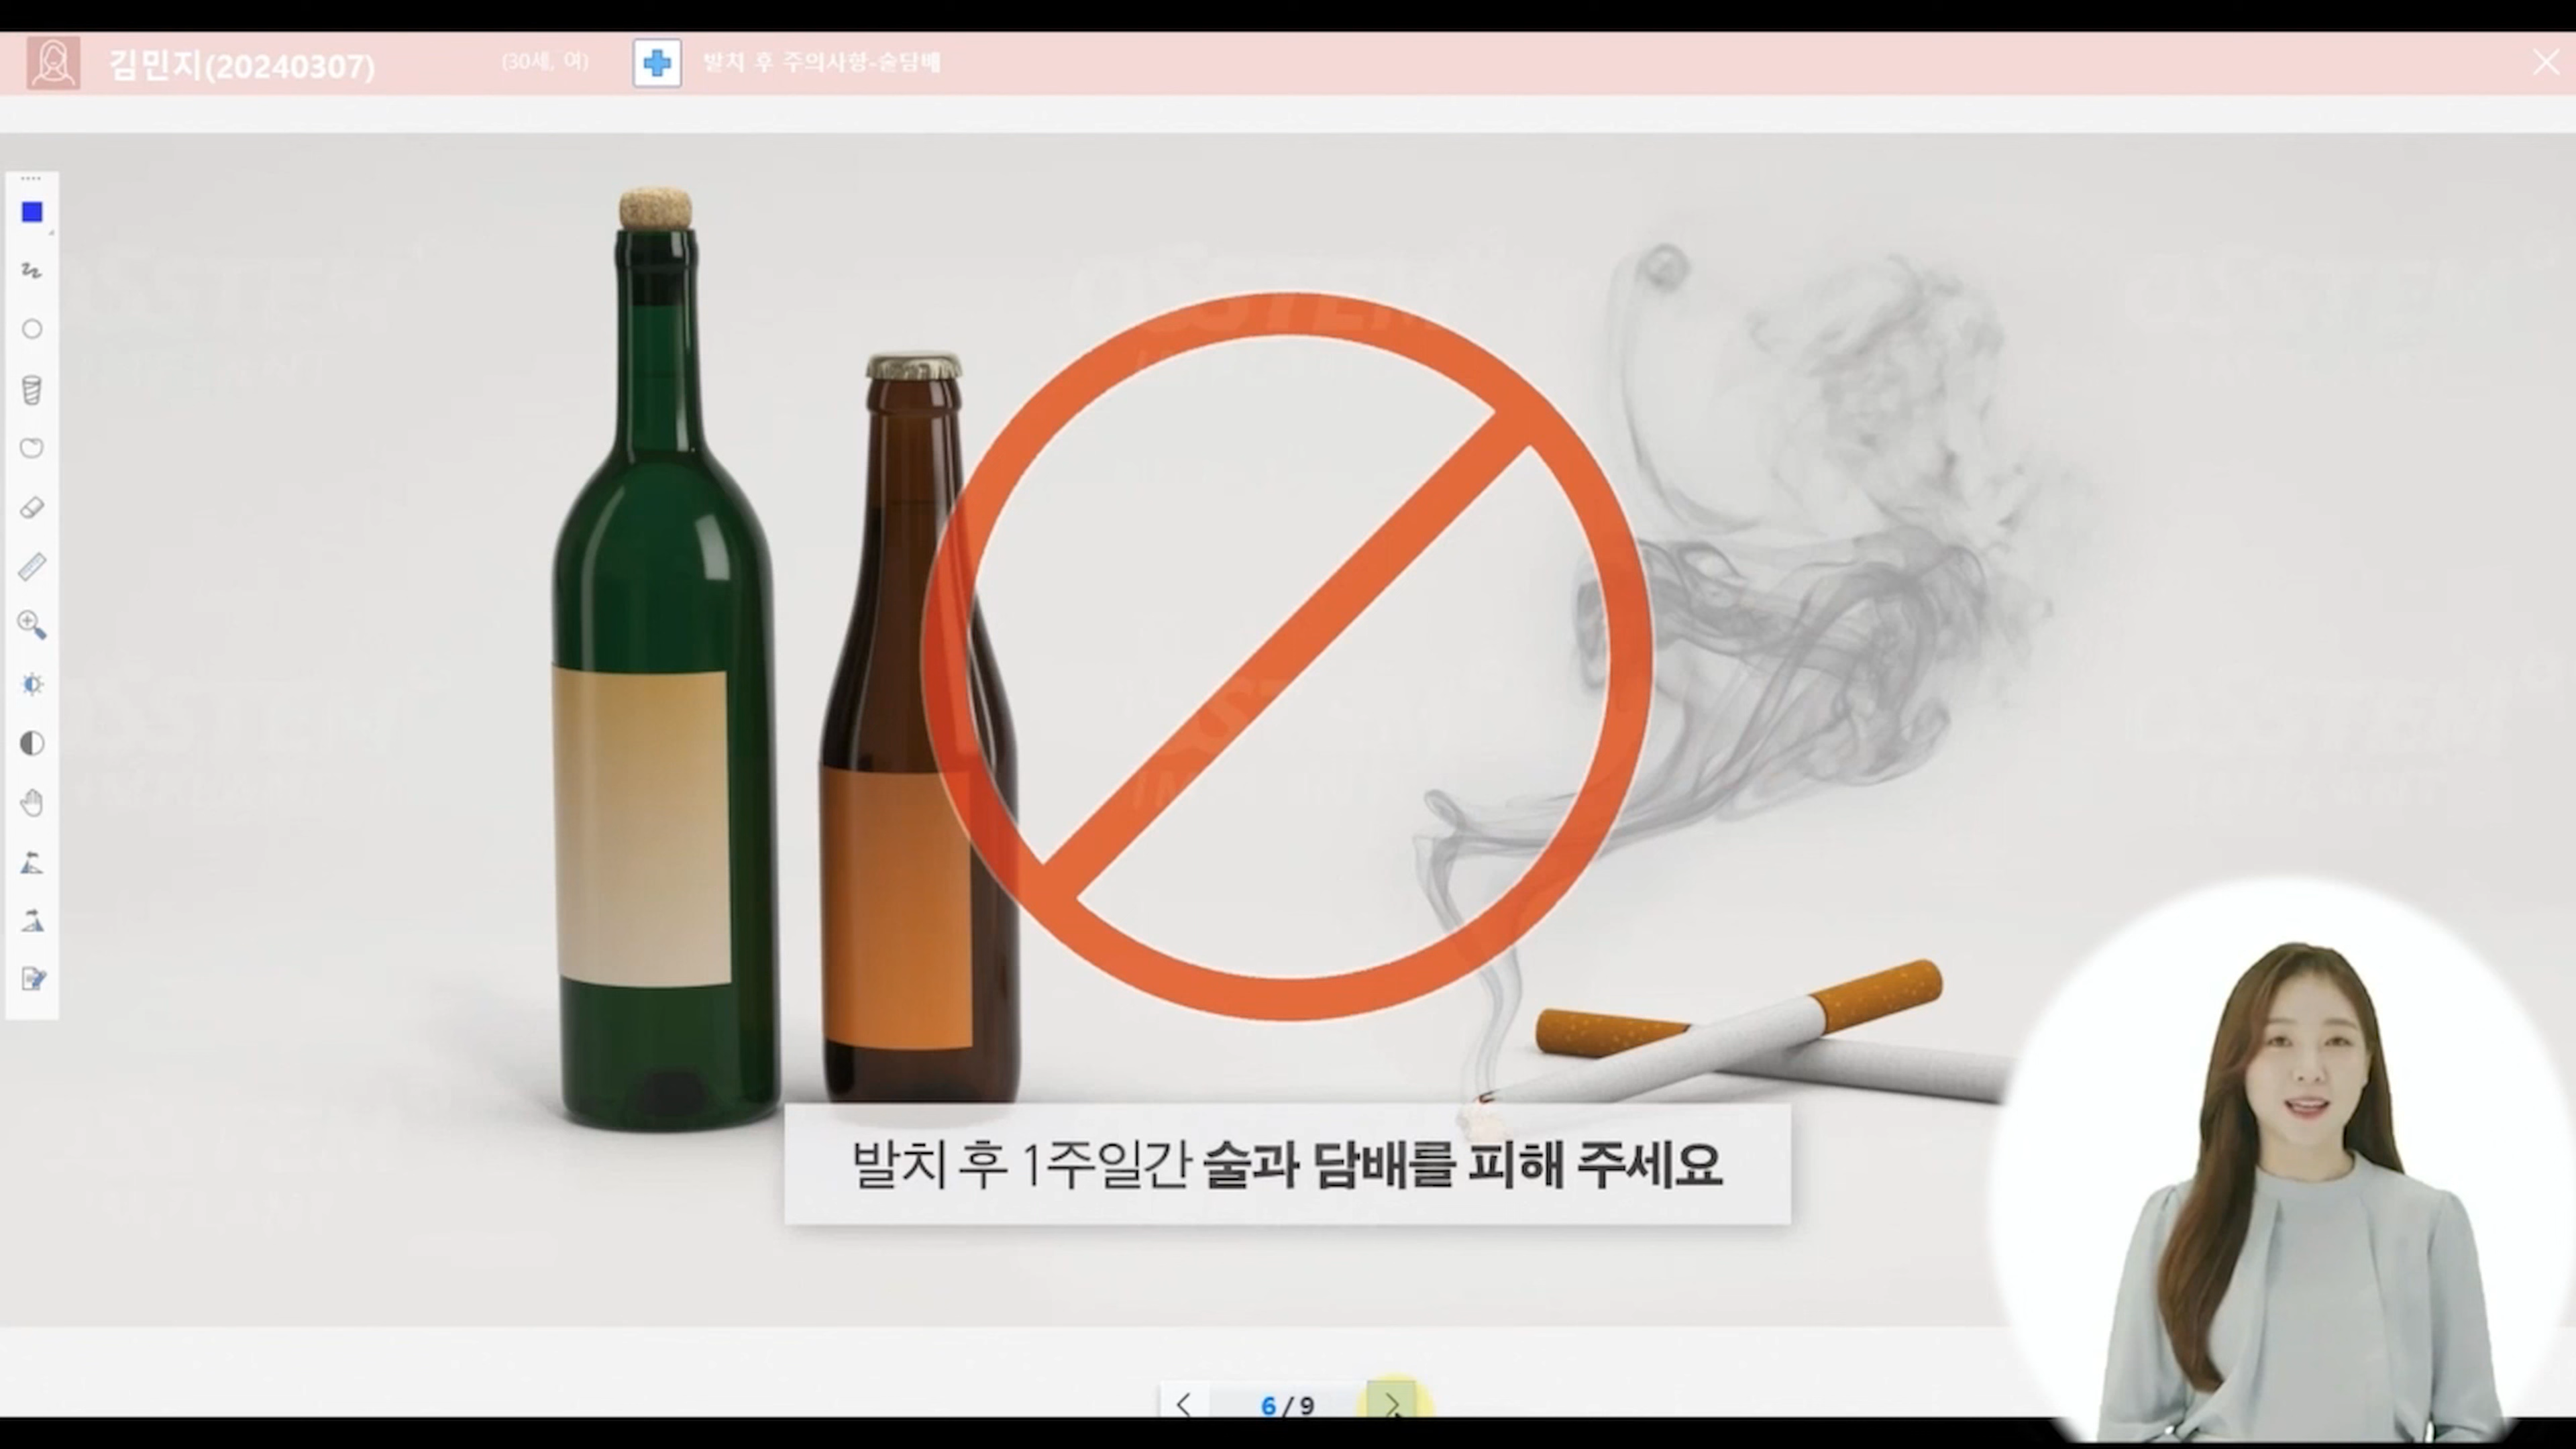 김민지(20240307)
(30세, 여)
발치 후 주의사항-술담배
OSSTEM
발치 후 1주일간 술과 담배를 피해 주세요
6 / 9